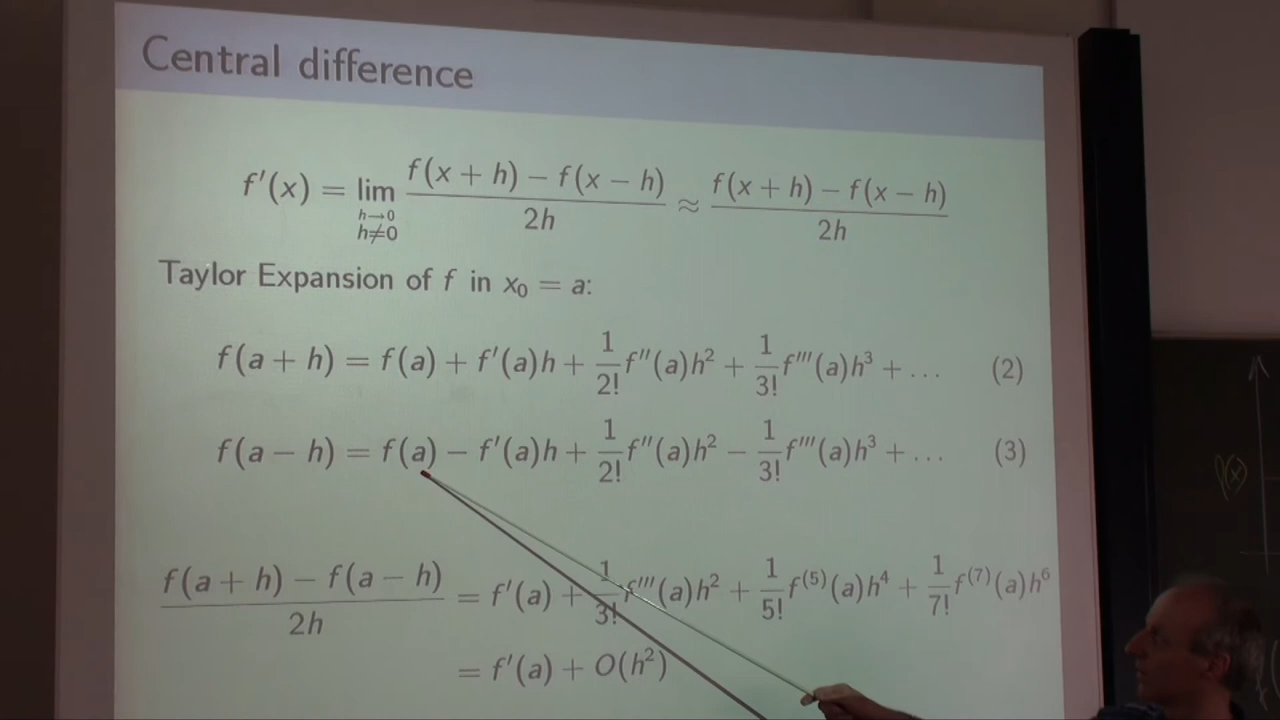 Central difference
f′(x) = lim h→0 h≠0 f(x + h) − f(x − h) / 2h ≈ f(x + h) − f(x − h) / 2h
Taylor Expansion of f in x₀ = a:
f(a + h) = f(a) + f′(a)h + 1/2! f″(a)h² + 1/3! f‴(a)h³ + . . . (2)
f(a − h) = f(a) − f′(a)h + 1/2! f″(a)h² − 1/3! f‴(a)h³ + . . . (3)
f(a + h) − f(a − h) / 2h = f′(a) + 1/3! f‴(a)h² + 1/5! f⁽⁵⁾(a)h⁴ + 1/7! f⁽⁷⁾(a)h⁶
= f′(a) + O(h²)
f(x)